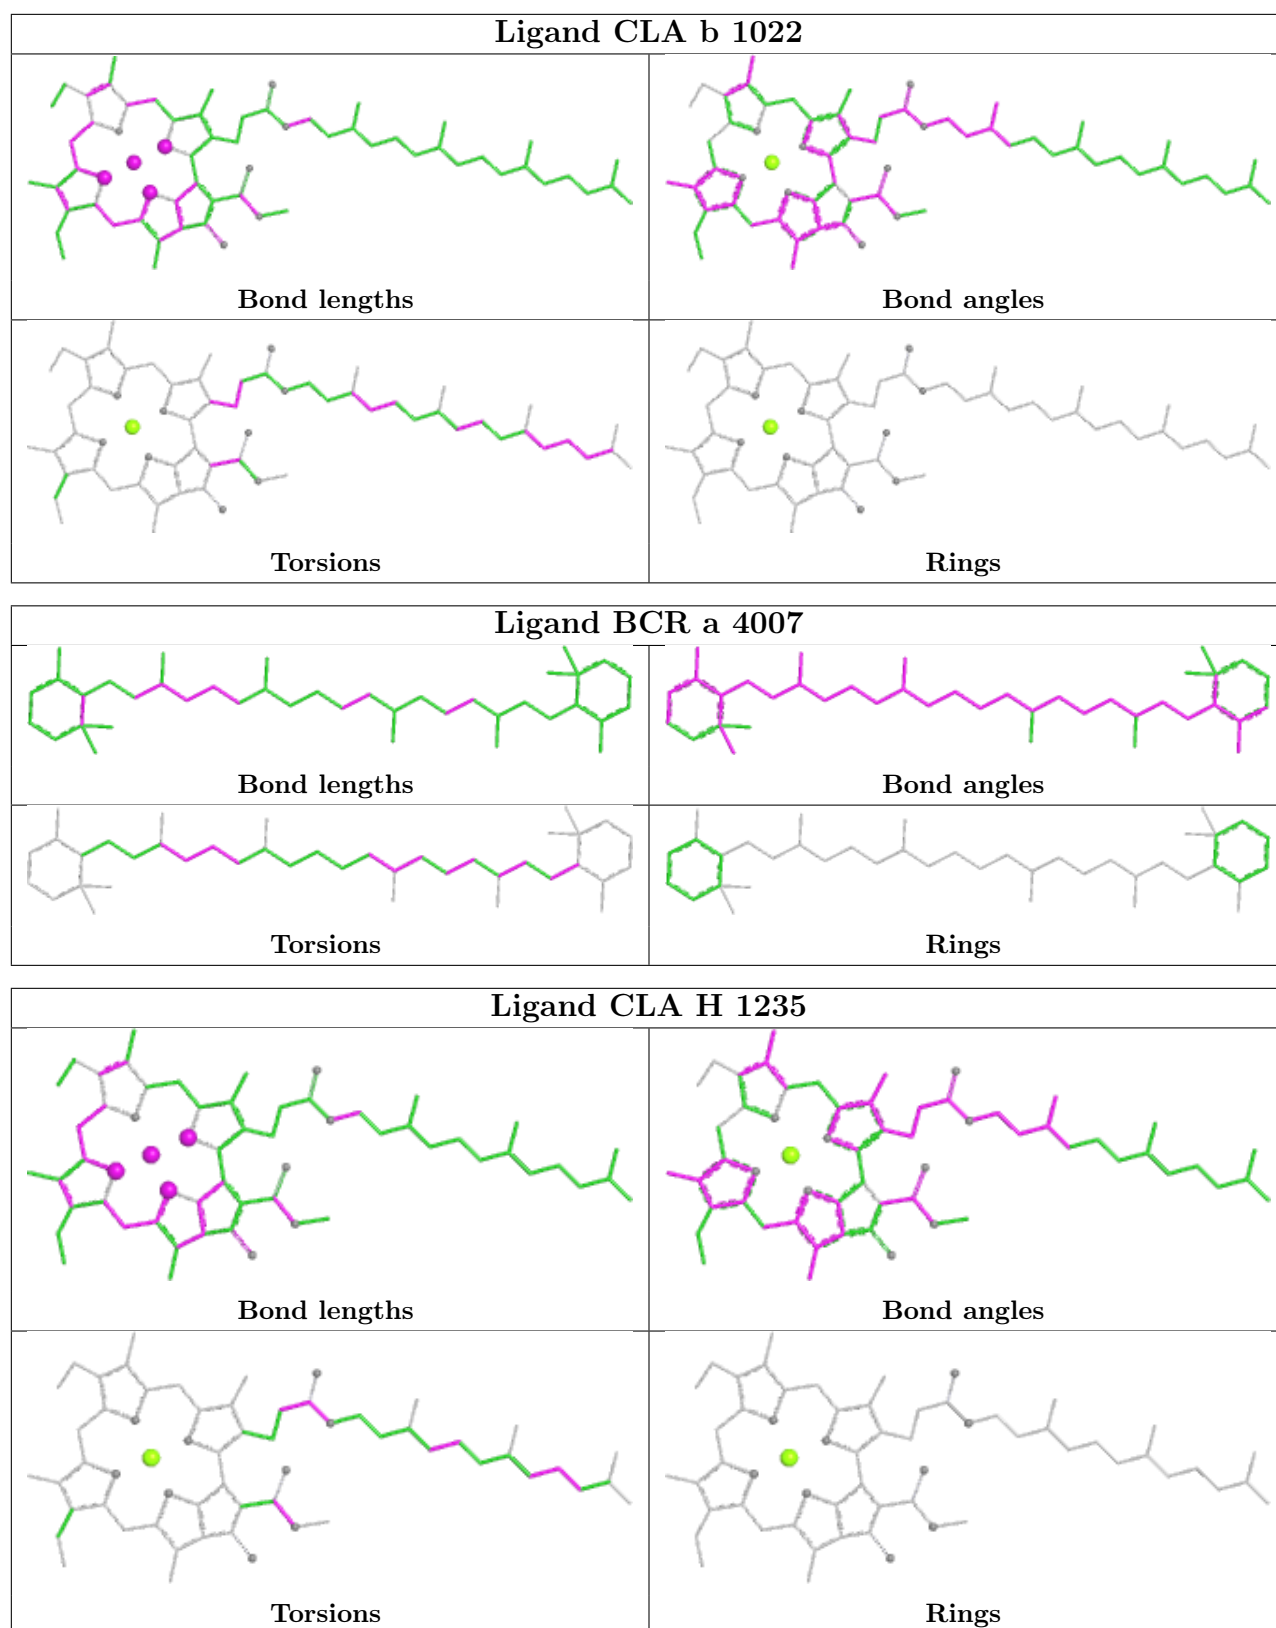 Ligand CLA b 1022
Bond lengths
Bond angles
Torsions
Rings
Ligand BCR a 4007
Bond lengths
Bond angles
Torsions
Rings
Ligand CLA H 1235
Bond lengths
Bond angles
Torsions
Rings